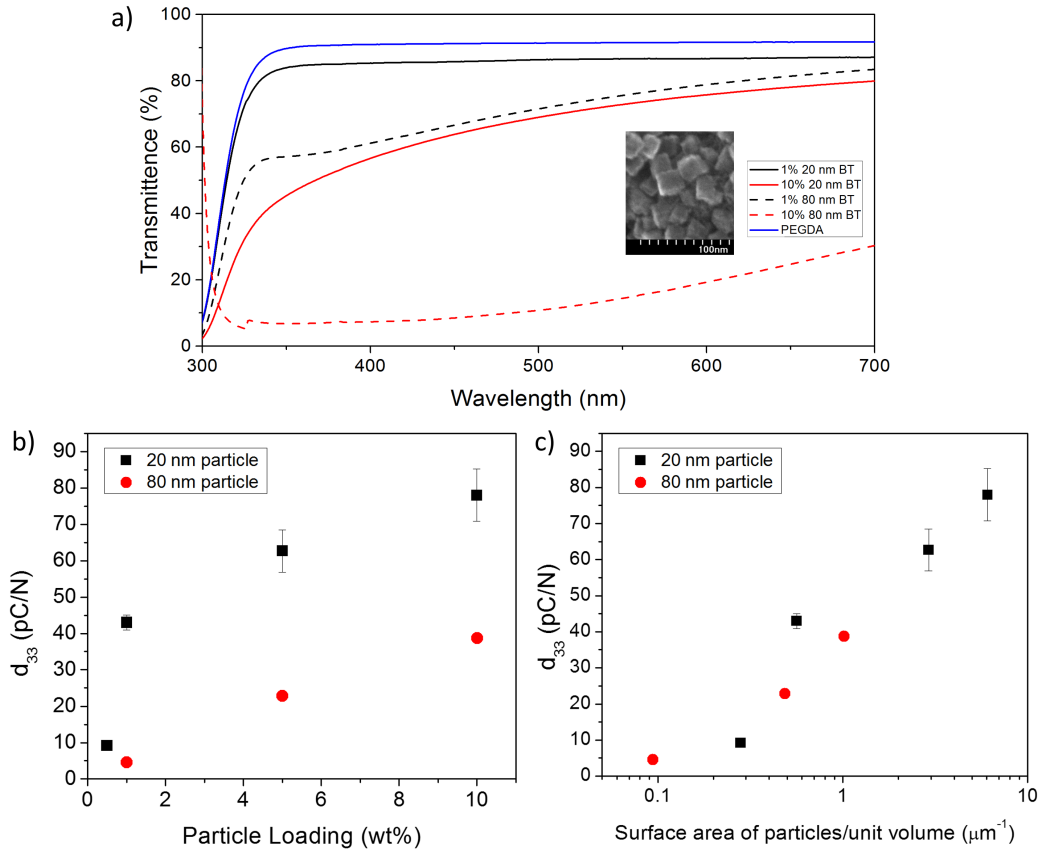 a)
100
80
60
40
20
0
Transmittence (%)
300
400
500
600
700
Wavelength (nm)
100nm
1% 20 nm BT
10% 20 nm BT
1% 80 nm BT
10% 80 nm BT
PEGDA
b)
90
80
70
60
50
40
30
20
10
0
d33 (pC/N)
20 nm particle
80 nm particle
0
2
4
6
8
10
Particle Loading (wt%)
c)
90
80
70
60
50
40
30
20
10
0
d33 (pC/N)
20 nm particle
80 nm particle
0.1
1
10
Surface area of particles/unit volume (μm-1)